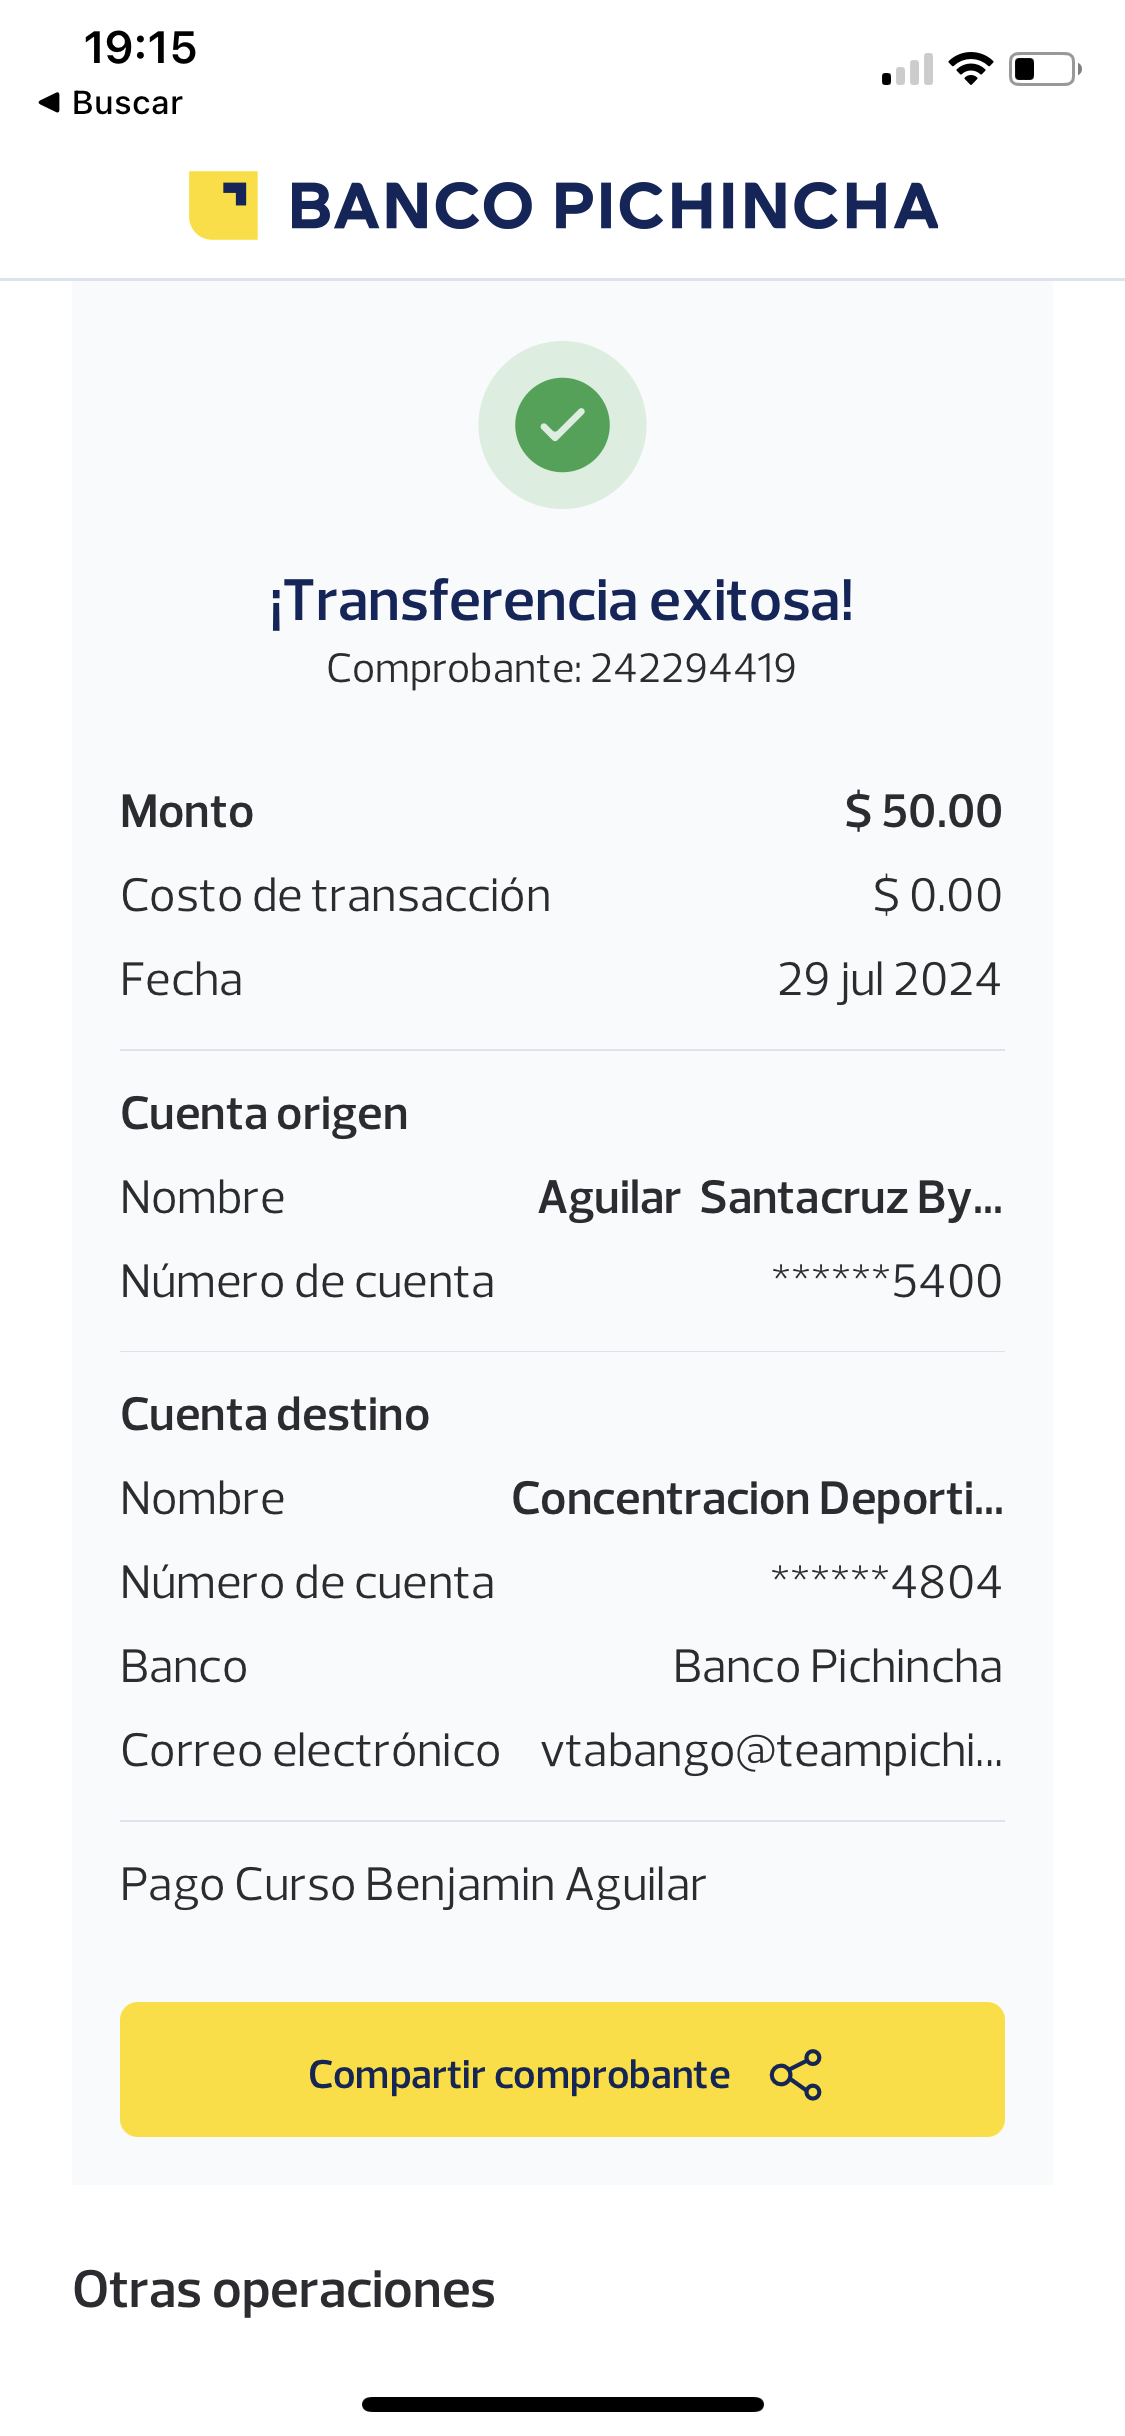 19:15
◀ Buscar
BANCO PICHINCHA
¡Transferencia exitosa!
Comprobante: 242294419
Monto $ 50.00
Costo de transacción $ 0.00
Fecha 29 jul 2024
Cuenta origen
Nombre Aguilar  Santacruz By...
Número de cuenta ******5400
Cuenta destino
Nombre Concentracion Deporti...
Número de cuenta ******4804
Banco Banco Pichincha
Correo electrónico vtabango@teampichi...
Pago Curso Benjamin Aguilar
Compartir comprobante
Otras operaciones